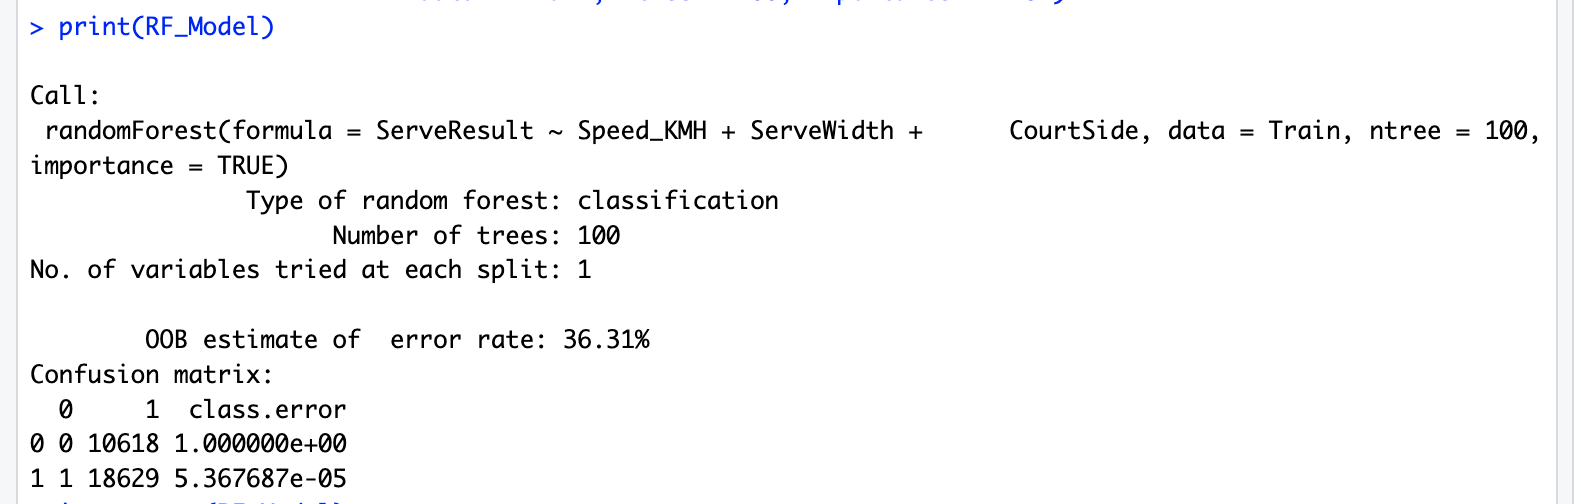 > print(RF_Model)
Call:
randomForest(formula = ServeResult ~ Speed_KMH + ServeWidth +      CourtSide, data = Train, ntree = 100,
importance = TRUE)
Type of random forest: classification
Number of trees: 100
No. of variables tried at each split: 1
OOB estimate of  error rate: 36.31%
Confusion matrix:
0     1  class.error
0 0 10618 1.000000e+00
1 1 18629 5.367687e-05